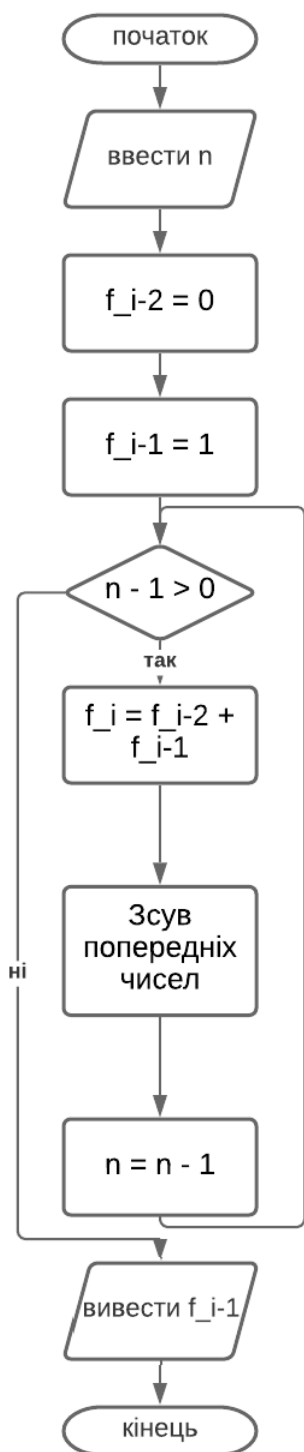 початок
ввести n
f_i-2 = 0
f_i-1 = 1
n - 1 > 0
так
f_i = f_i-2 +
f_i-1
Зсув
попередніх
чисел
ні
n = n - 1
вивести f_i-1
кінець